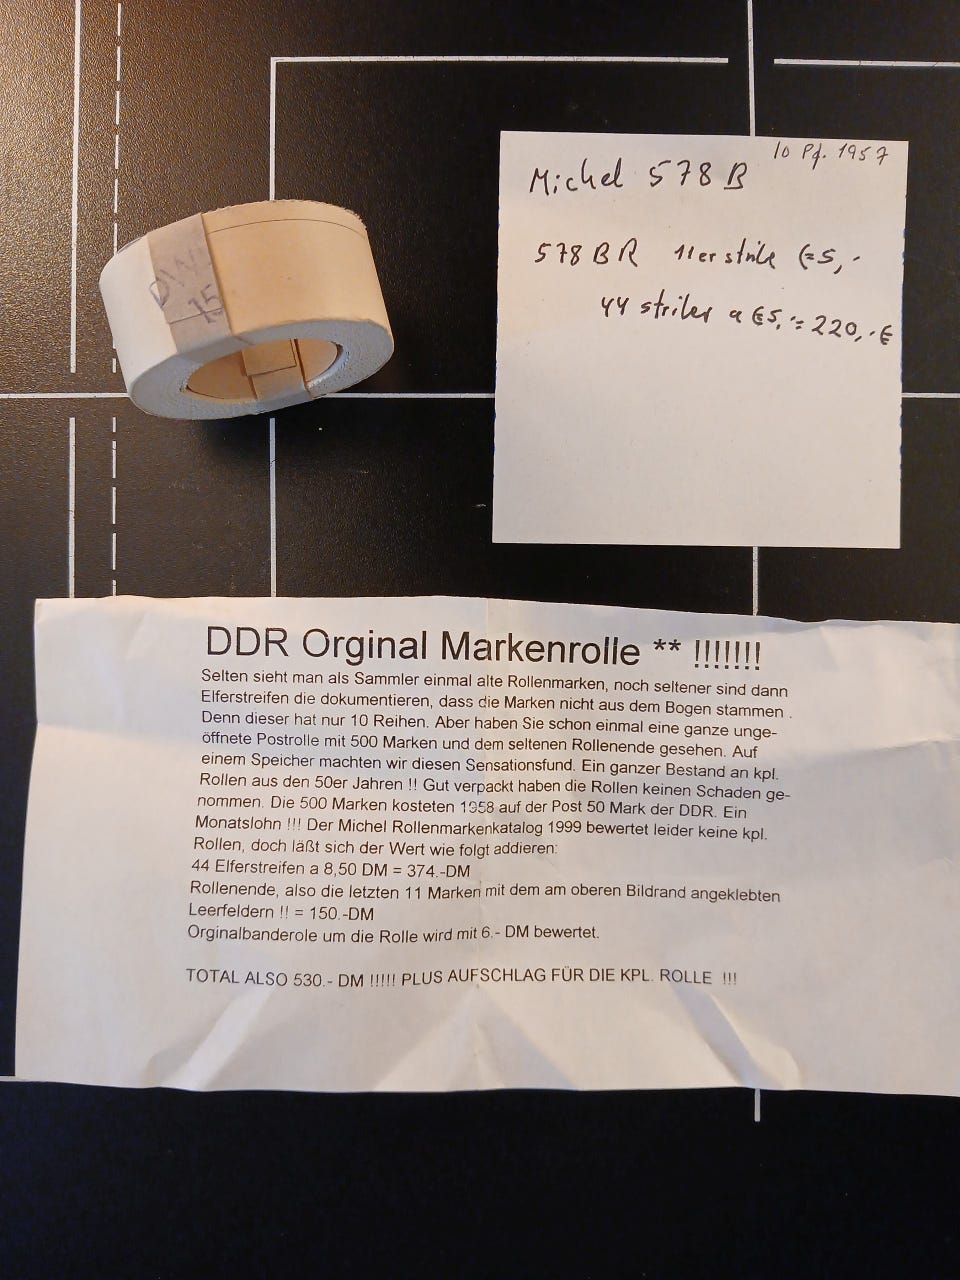 10 Pf. 1957
Michel 578 B
578 B R 11er strike €5,-
44 strikes a €5,-= 220,-€
15
DDR Orginal Markenrolle ** !!!!!!!
Selten sieht man als Sammler einmal alte Rollenmarken, noch seltener sind dann
Elferstreifen die dokumentieren, dass die Marken nicht aus dem Bogen stammen .
Denn dieser hat nur 10 Reihen. Aber haben Sie schon einmal eine ganze unge-
öffnete Postrolle mit 500 Marken und dem seltenen Rollenende gesehen. Auf
einem Speicher machten wir diesen Sensationsfund. Ein ganzer Bestand an kpl.
Rollen aus den 50er Jahren !! Gut verpackt haben die Rollen keinen Schaden ge-
nommen. Die 500 Marken kosteten 1958 auf der Post 50 Mark der DDR. Ein
Monatslohn !!! Der Michel Rollenmarkenkatalog 1999 bewertet leider keine kpl.
Rollen, doch läßt sich der Wert wie folgt addieren:
44 Elferstreifen a 8,50 DM = 374.-DM
Rollenende, also die letzten 11 Marken mit dem am oberen Bildrand angeklebten
Leerfeldern !! = 150.-DM
Orginalbanderole um die Rolle wird mit 6.- DM bewertet.
TOTAL ALSO 530.- DM !!!!! PLUS AUFSCHLAG FÜR DIE KPL. ROLLE !!!